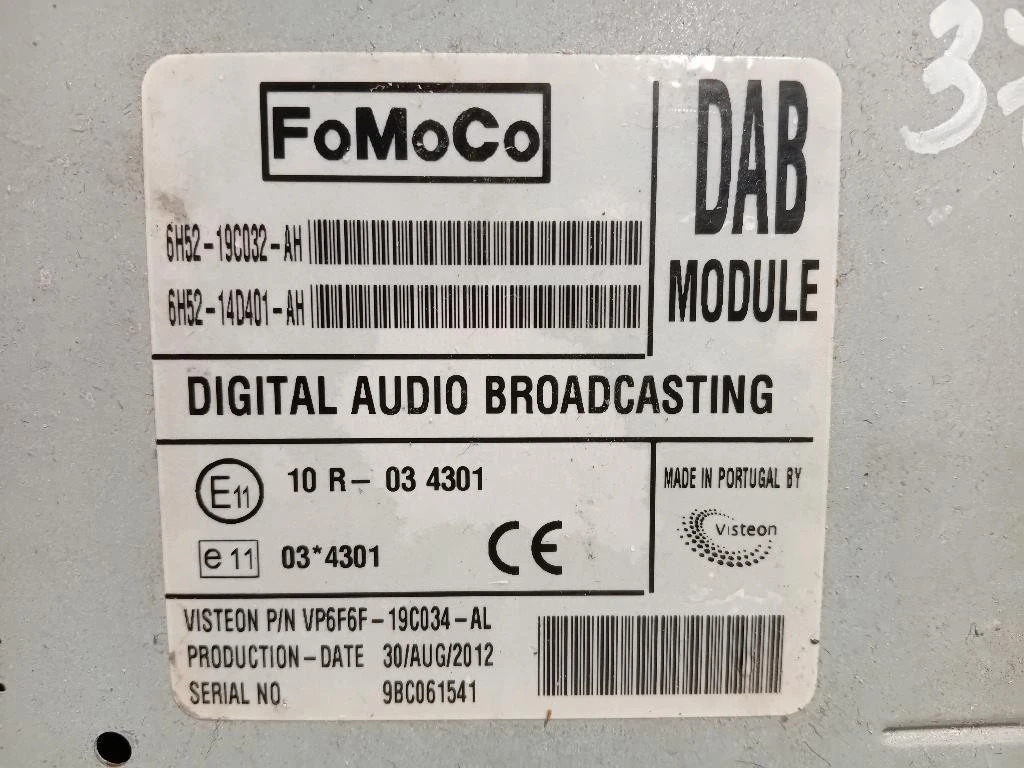 FoMoCo
DAB
MODULE
6H52-19C032-AH
6H52-14D401-AH
DIGITAL AUDIO BROADCASTING
E11 10 R- 03 4301
e 11 03*4301 CE
MADE IN PORTUGAL BY
Visteon
VISTEON P/N VP6F6F-19C034-AL
PRODUCTION-DATE 30/AUG/2012
SERIAL NO. 9BC061541